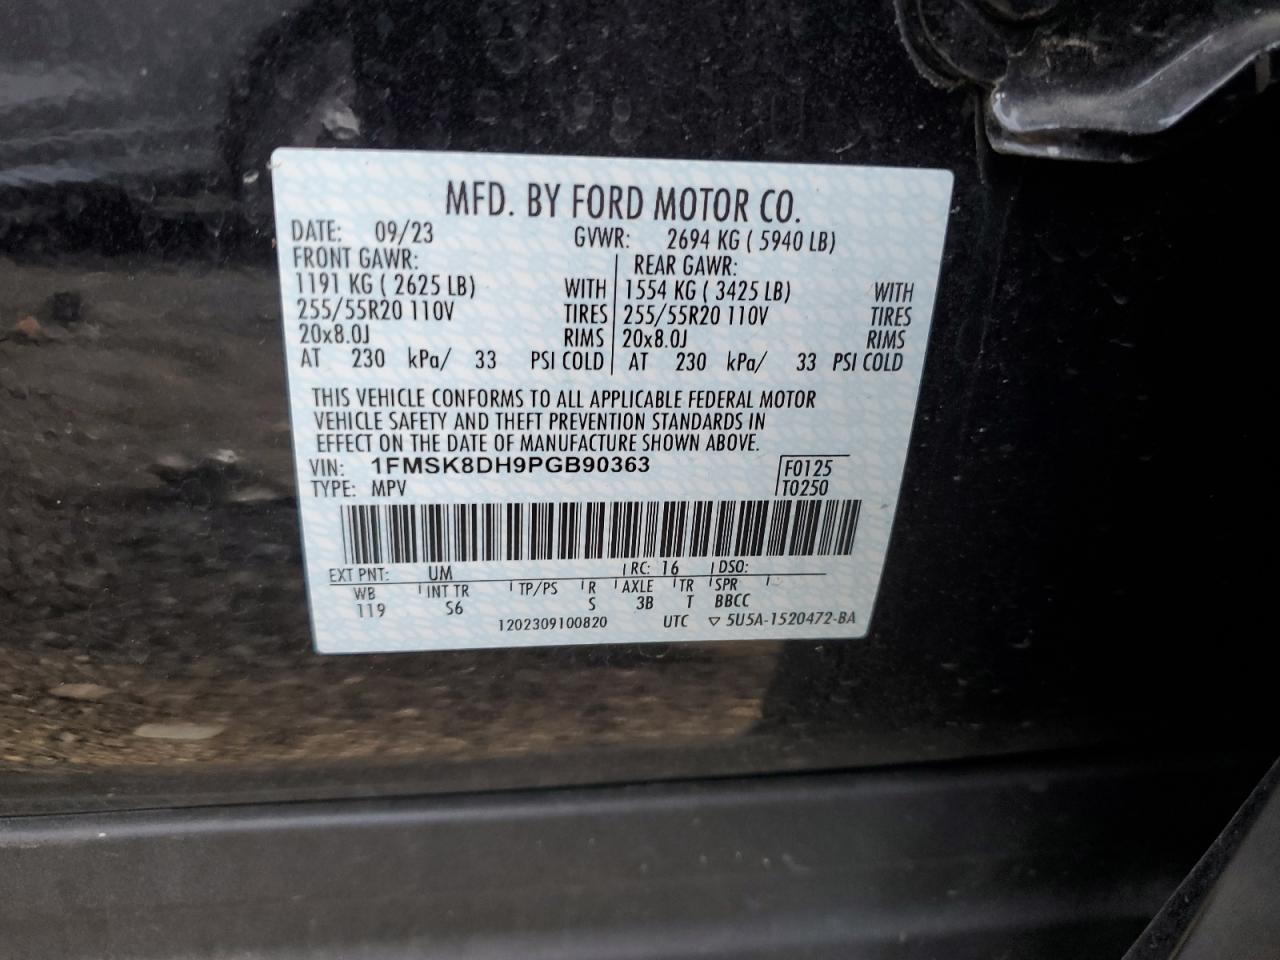 MFD. BY FORD MOTOR CO.
DATE: 09/23 GVWR: 2694 KG ( 5940 LB)
FRONT GAWR: REAR GAWR:
1191 KG ( 2625 LB) WITH 1554 KG ( 3425 LB) WITH
255/55R20 110V TIRES 255/55R20 110V TIRES
20x8.0J RIMS 20x8.0J RIMS
AT 230 kPa/ 33 PSI COLD AT 230 kPa/ 33 PSI COLD
THIS VEHICLE CONFORMS TO ALL APPLICABLE FEDERAL MOTOR
VEHICLE SAFETY AND THEFT PREVENTION STANDARDS IN
EFFECT ON THE DATE OF MANUFACTURE SHOWN ABOVE.
VIN: 1FMSK8DH9PGB90363 F0125
TYPE: MPV T0250
EXT PNT: UM RC: 16 DSO:
WB INT TR TP/PS R AXLE TR SPR
119 S6 S 3B T BBCC
1202309100820 UTC ▽ 5U5A-1520472-BA